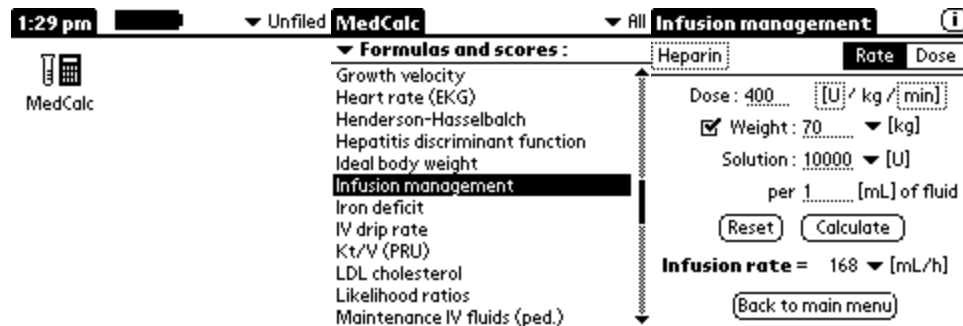 1:29 pm
Unfiled
MedCalc
MedCalc
All
Formulas and scores :
Growth velocity
Heart rate (EKG)
Henderson-Hasselbalch
Hepatitis discriminant function
Ideal body weight
Infusion management
Iron deficit
IV drip rate
Kt/V (PRU)
LDL cholesterol
Likelihood ratios
Maintenance IV fluids (ped.)
Infusion management i
Heparin Rate Dose
Dose : 400 [U / kg / min]
Weight : 70 [kg]
Solution : 10000 [U]
per 1 [mL] of fluid
Reset Calculate
Infusion rate = 168 [mL/h]
Back to main menu